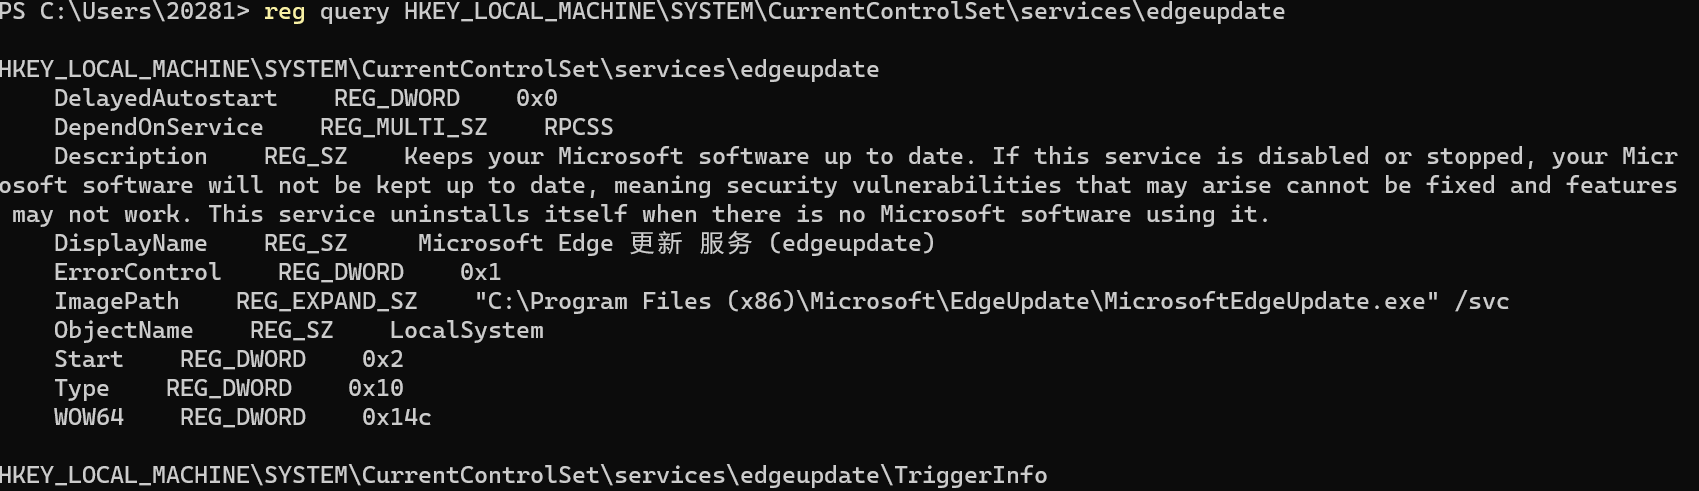 PS C:\Users\20281> reg query HKEY_LOCAL_MACHINE\SYSTEM\CurrentControlSet\services\edgeupdate
HKEY_LOCAL_MACHINE\SYSTEM\CurrentControlSet\services\edgeupdate
    DelayedAutostart    REG_DWORD    0x0
    DependOnService    REG_MULTI_SZ    RPCSS
    Description    REG_SZ    Keeps your Microsoft software up to date. If this service is disabled or stopped, your Micr
osoft software will not be kept up to date, meaning security vulnerabilities that may arise cannot be fixed and features
 may not work. This service uninstalls itself when there is no Microsoft software using it.
    DisplayName    REG_SZ     Microsoft Edge 更新 服务 (edgeupdate)
    ErrorControl    REG_DWORD    0x1
    ImagePath    REG_EXPAND_SZ    "C:\Program Files (x86)\Microsoft\EdgeUpdate\MicrosoftEdgeUpdate.exe" /svc
    ObjectName    REG_SZ    LocalSystem
    Start    REG_DWORD    0x2
    Type    REG_DWORD    0x10
    WOW64    REG_DWORD    0x14c
HKEY_LOCAL_MACHINE\SYSTEM\CurrentControlSet\services\edgeupdate\TriggerInfo